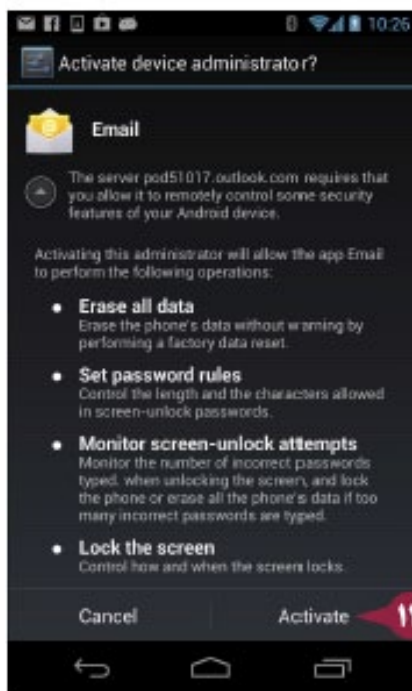 10:26
Activate device administrator?
Email
The server pod51017.outlook.com requires that
you allow it to remotely control some security
features of your Android device.
Activating this administrator will allow the app Email
to perform the following operations:
• Erase all data
Erase the phone's data without warning by
performing a factory data reset.
• Set password rules
Control the length and the characters allowed
in screen-unlock passwords.
• Monitor screen-unlock attempts
Monitor the number of incorrect passwords
typed. when unlocking the screen, and lock
the phone or erase all the phone's data if too
many incorrect passwords are typed.
• Lock the screen
Control how and when the screen locks.
Cancel
Activate